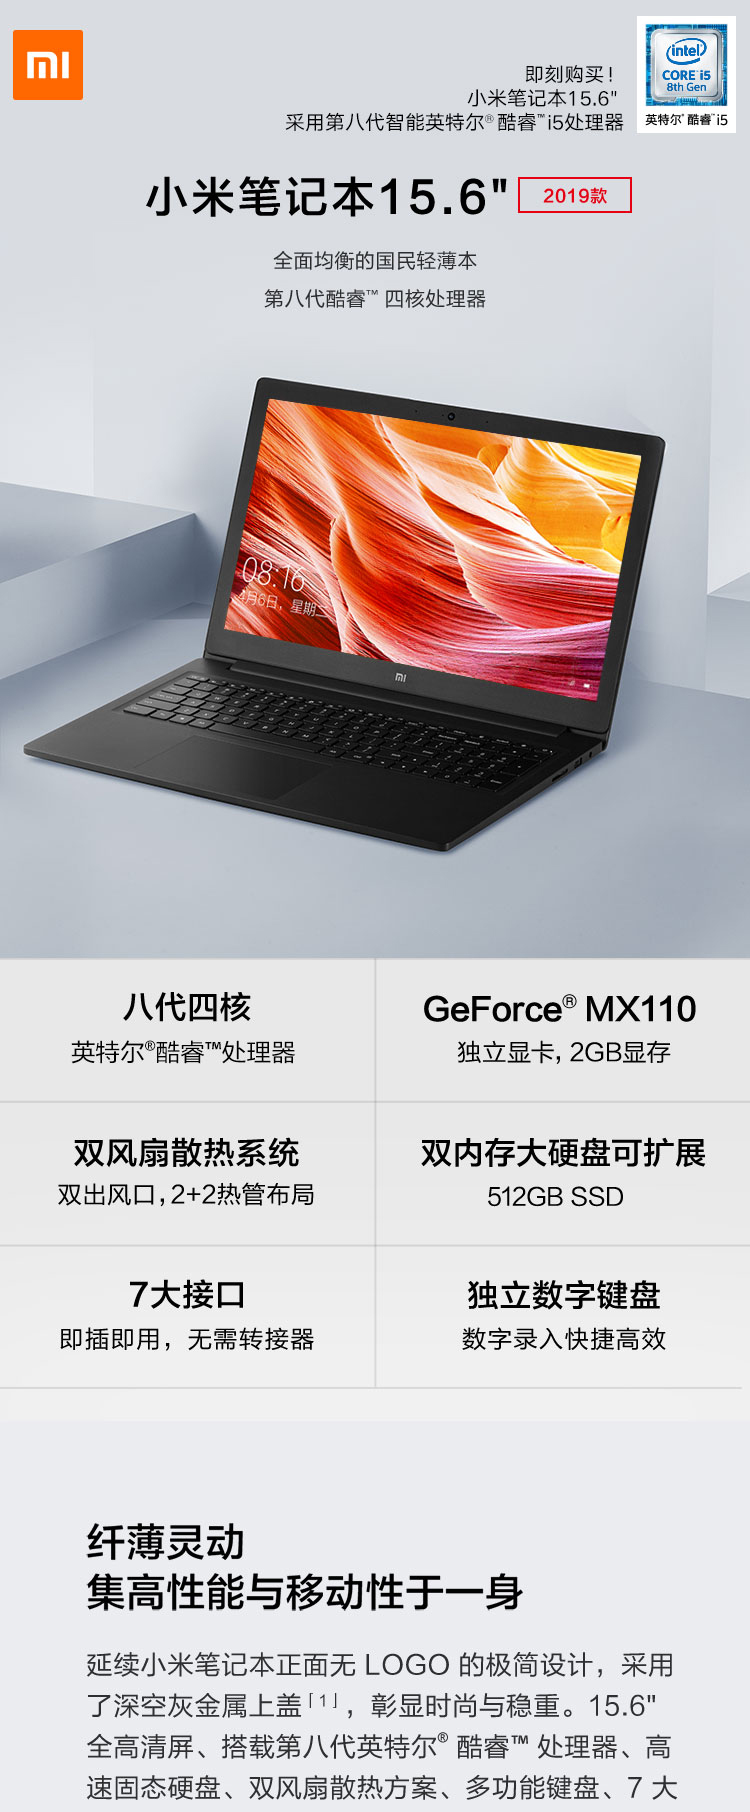 mi
即刻购买！
小米笔记本15.6"
采用第八代智能英特尔® 酷睿™i5处理器
intel
CORE i5
8th Gen
英特尔® 酷睿™ i5
小米笔记本15.6" 2019款
全面均衡的国民轻薄本
第八代酷睿™ 四核处理器
08:16
4月6日，星期二
mi
八代四核
英特尔®酷睿™处理器
GeForce® MX110
独立显卡, 2GB显存
双风扇散热系统
双出风口, 2+2热管布局
双内存大硬盘可扩展
512GB SSD
7大接口
即插即用，无需转接器
独立数字键盘
数字录入快捷高效
纤薄灵动
集高性能与移动性于一身
延续小米笔记本正面无 LOGO 的极简设计，采用
了深空灰金属上盖「1」，彰显时尚与稳重。15.6"
全高清屏、搭载第八代英特尔® 酷睿™ 处理器、高
速固态硬盘、双风扇散热方案、多功能键盘、7 大